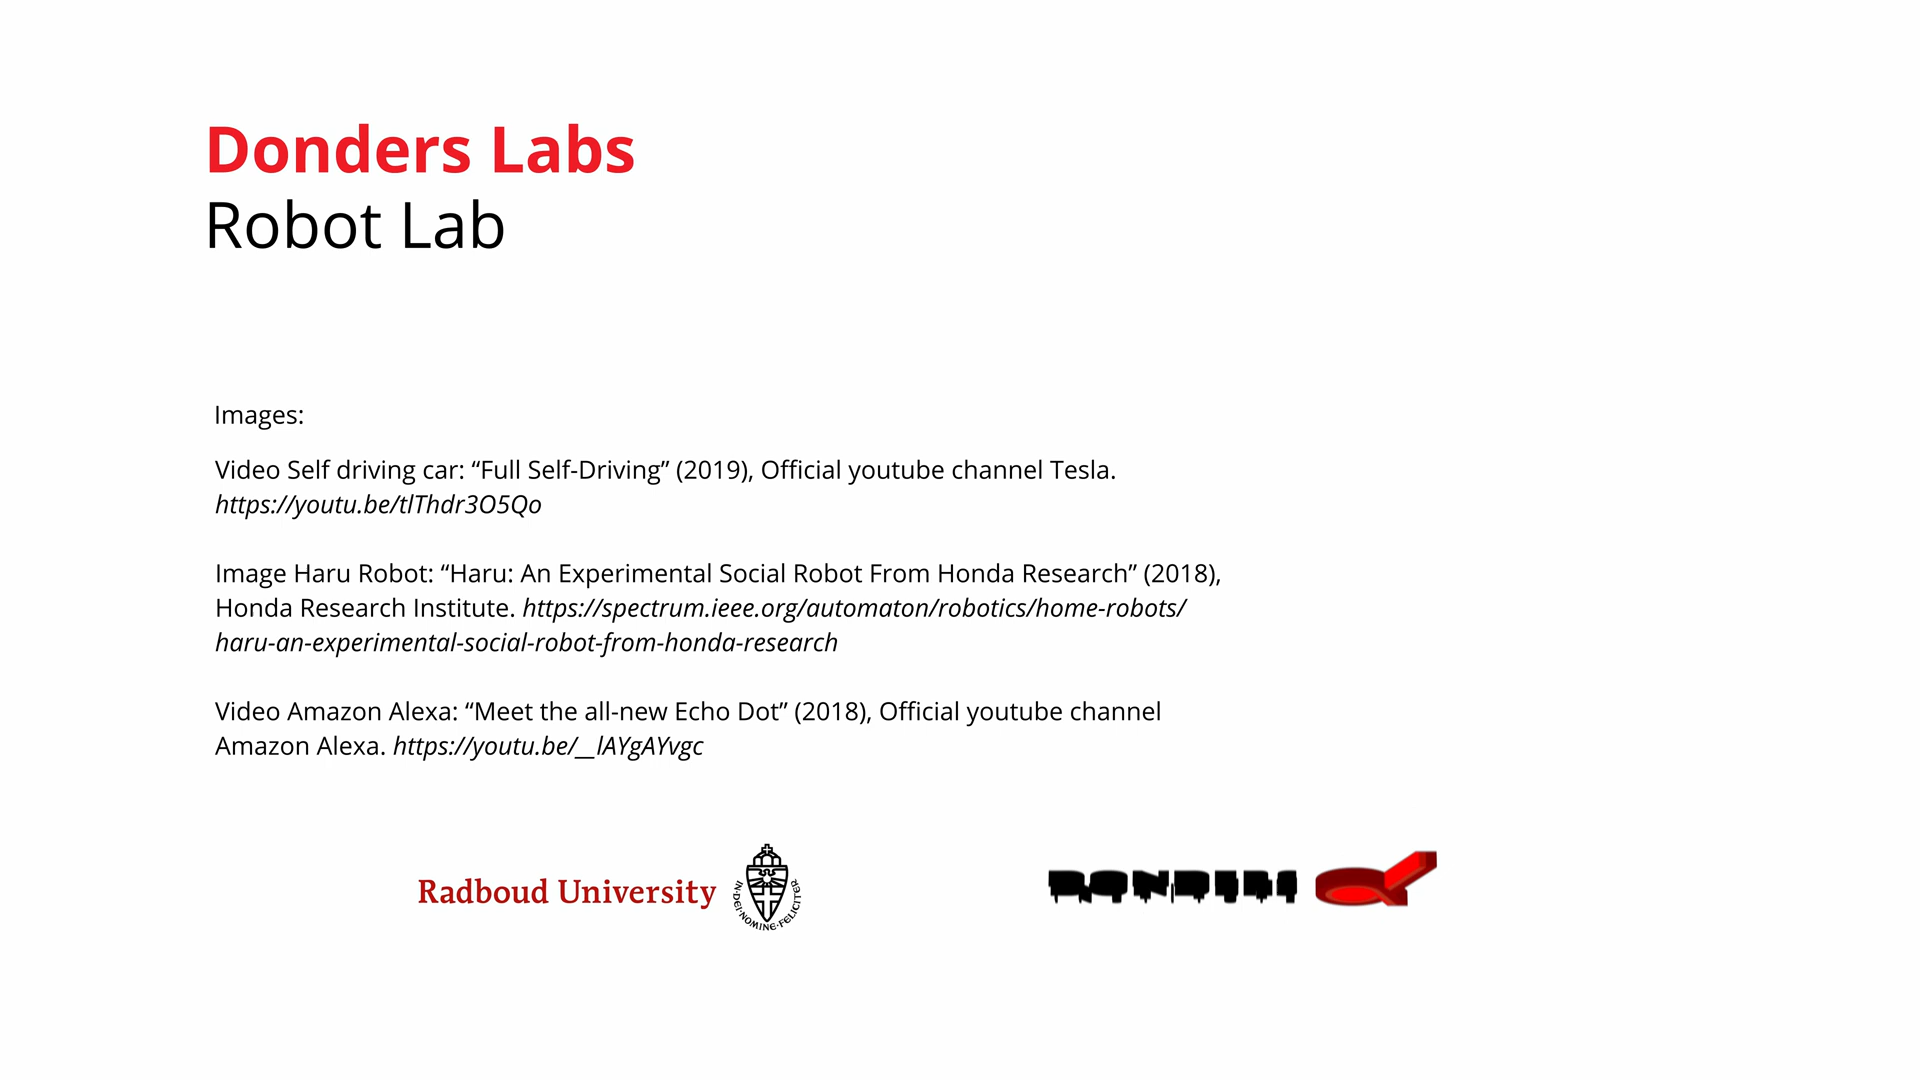 Donders Labs
Robot Lab
Images:
Video Self driving car: “Full Self-Driving” (2019), Official youtube channel Tesla.
https://youtu.be/tlThdr3O5Qo
Image Haru Robot: “Haru: An Experimental Social Robot From Honda Research” (2018),
Honda Research Institute. https://spectrum.ieee.org/automaton/robotics/home-robots/
haru-an-experimental-social-robot-from-honda-research
Video Amazon Alexa: “Meet the all-new Echo Dot” (2018), Official youtube channel
Amazon Alexa. https://youtu.be/__lAYgAYvgc
Radboud University
IN·DEI·NOMINE·FELICITER